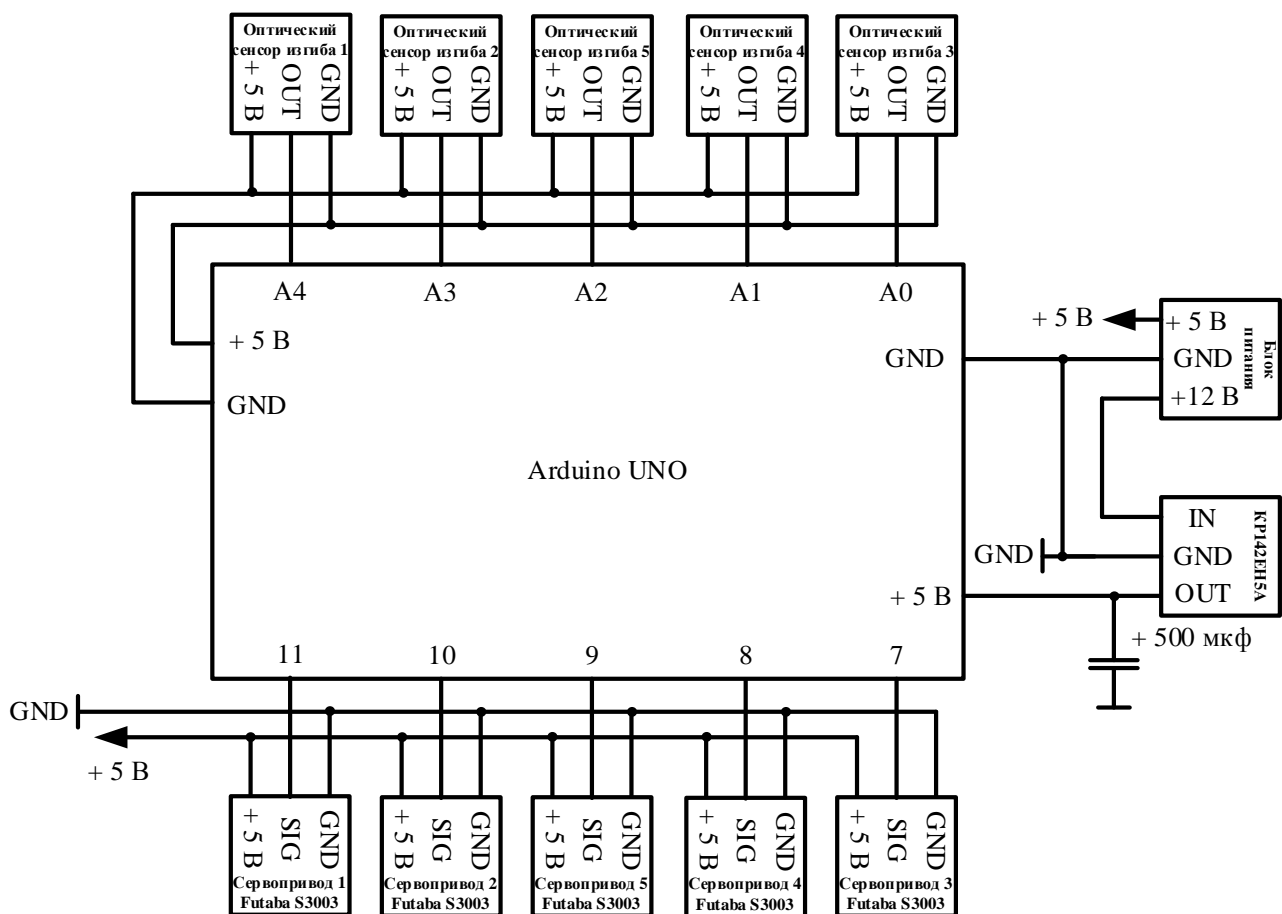 Оптический
сенсор изгиба 1
+ 5 В
OUT
GND
Оптический
сенсор изгиба 2
+ 5 В
OUT
GND
Оптический
сенсор изгиба 5
+ 5 В
OUT
GND
Оптический
сенсор изгиба 4
+ 5 В
OUT
GND
Оптический
сенсор изгиба 3
+ 5 В
OUT
GND
A4
A3
A2
A1
A0
+ 5 В
GND
GND
+ 5 В
Arduino UNO
+ 5 В
+ 5 В
GND
+12 В
Блок
питания
IN
GND
OUT
КР142ЕН5А
GND
+ 500 мкф
11
10
9
8
7
GND
+ 5 В
+ 5 В
SIG
GND
Сервопривод 1
Futaba S3003
+ 5 В
SIG
GND
Сервопривод 2
Futaba S3003
+ 5 В
SIG
GND
Сервопривод 5
Futaba S3003
+ 5 В
SIG
GND
Сервопривод 4
Futaba S3003
+ 5 В
SIG
GND
Сервопривод 3
Futaba S3003